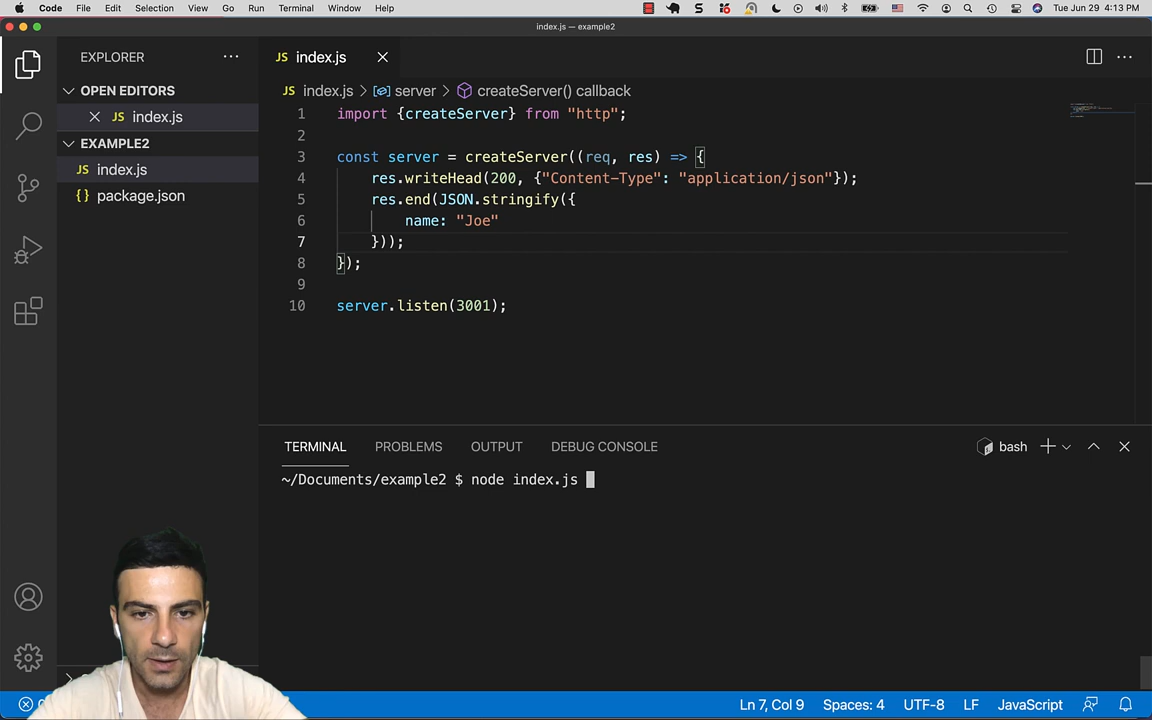 Code File Edit Selection View Go Run Terminal Window Help
Tue Jun 29 4:13 PM
index.js — example2
EXPLORER
JS index.js
OPEN EDITORS
JS index.js
EXAMPLE2
JS index.js
{} package.json
JS index.js > server > createServer() callback
1 import {createServer} from "http";
2
3 const server = createServer((req, res) => {
4 res.writeHead(200, {"Content-Type": "application/json"});
5 res.end(JSON.stringify({
6 name: "Joe"
7 }));
8 });
9
10 server.listen(3001);
TERMINAL PROBLEMS OUTPUT DEBUG CONSOLE
bash
~/Documents/example2 $ node index.js
Ln 7, Col 9 Spaces: 4 UTF-8 LF JavaScript